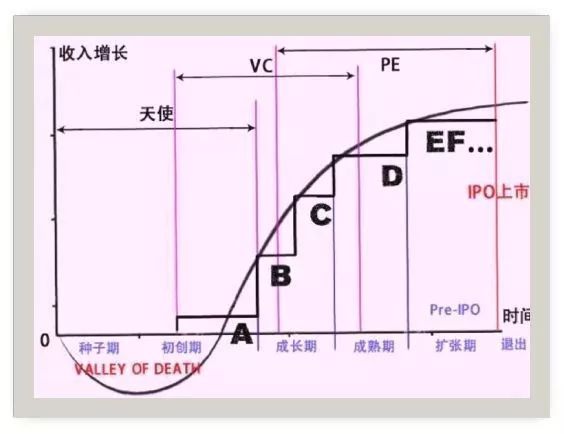 收入增长
VC
PE
天使
EF...
D
IPO上市
C
B
A
Pre-IPO
时间
0
种子期
初创期
成长期
成熟期
扩张期
退出
VALLEY OF DEATH